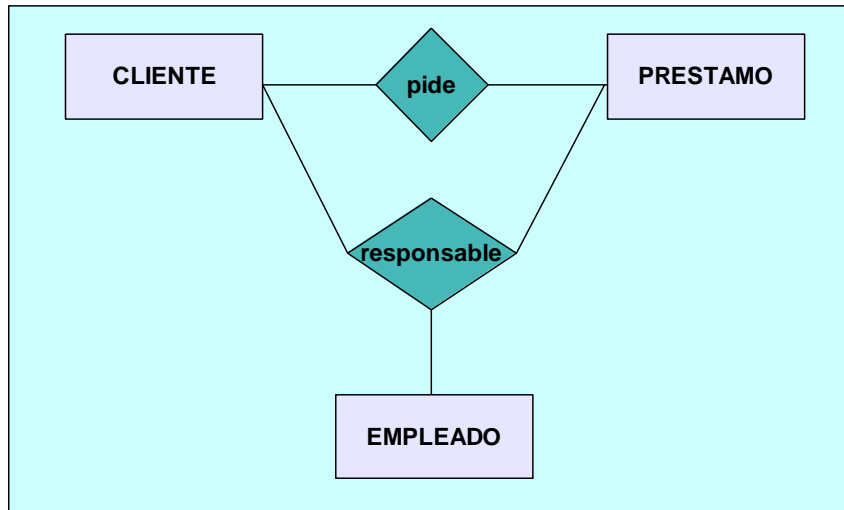 CLIENTE
pide
PRESTAMO
responsable
EMPLEADO